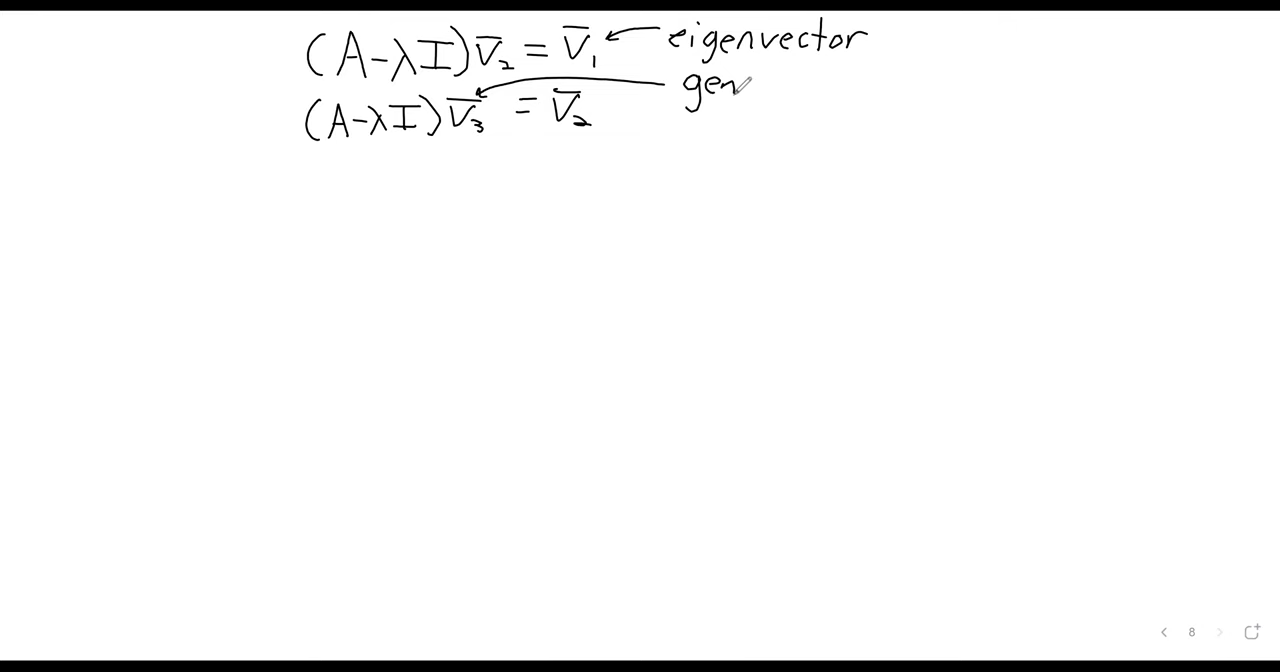 (A-λI)v̅₂ = v̅₁ ← eigenvector
(A-λI)v̅₃ = v̅₂ gen
8